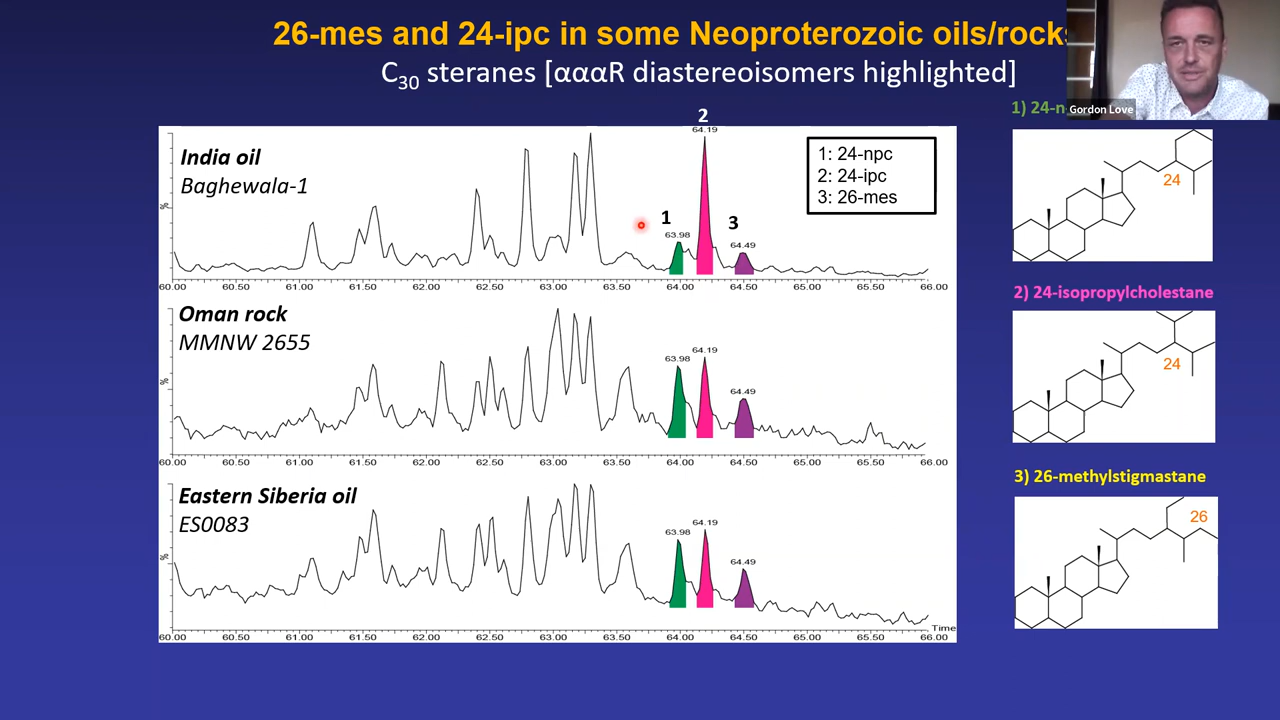 26-mes and 24-ipc in some Neoproterozoic oils/rocks
C30 steranes [αααR diastereoisomers highlighted]
Gordon Love
1) 24-n
2
64.19
India oil
Baghewala-1
1: 24-npc
2: 24-ipc
3: 26-mes
%
1
63.98
3
64.49
60.00 60.50 61.00 61.50 62.00 62.50 63.00 63.50 64.00 64.50 65.00 65.50 66.00
24
Oman rock
MMNW 2655
%
63.98
64.19
64.49
60.00 60.50 61.00 61.50 62.00 62.50 63.00 63.50 64.00 64.50 65.00 65.50 66.00
2) 24-isopropylcholestane
24
Eastern Siberia oil
ES0083
%
63.98
64.19
64.49
Time
60.00 60.50 61.00 61.50 62.00 62.50 63.00 63.50 64.00 64.50 65.00 65.50 66.00
3) 26-methylstigmastane
26